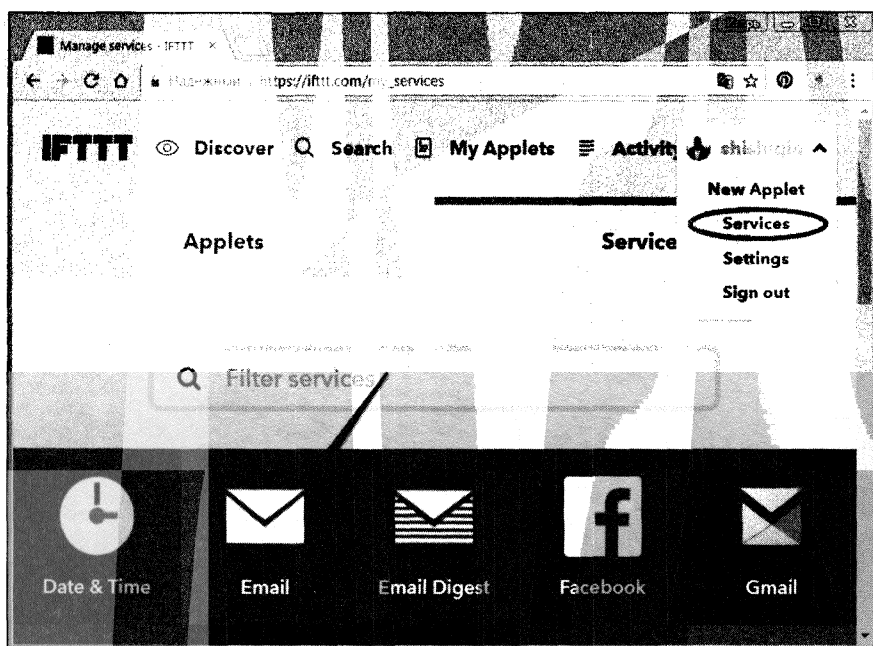 Manage services - IFTTT
Надежный https://ifttt.com/my_services
IFTTT Discover Search My Applets Activity
New Applet
Services
Settings
Sign out
Applets Service
Filter services
Date & Time Email Email Digest Facebook Gmail